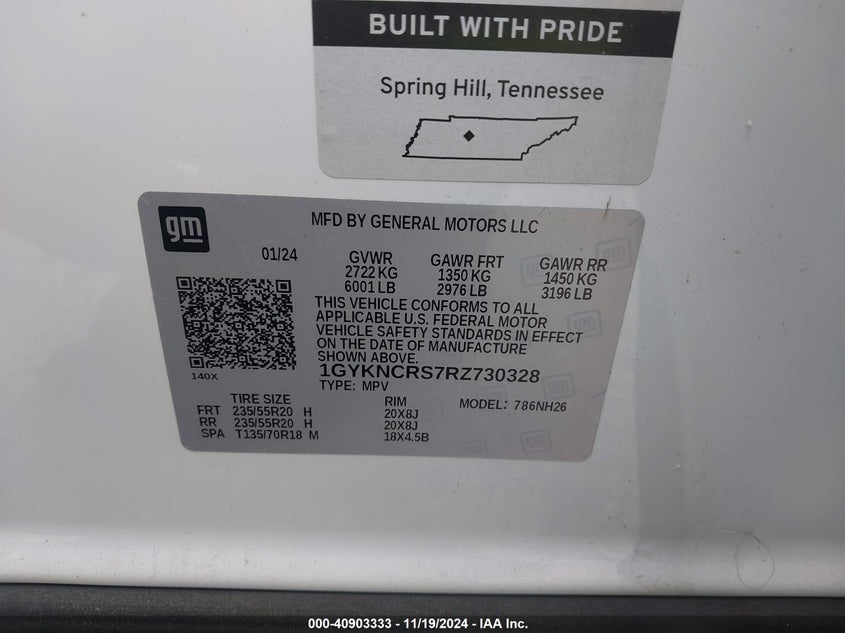 BUILT WITH PRIDE
Spring Hill, Tennessee
gm
MFD BY GENERAL MOTORS LLC
01/24 GVWR GAWR FRT GAWR RR
2722 KG 1350 KG 1450 KG
6001 LB 2976 LB 3196 LB
THIS VEHICLE CONFORMS TO ALL
APPLICABLE U.S. FEDERAL MOTOR
VEHICLE SAFETY STANDARDS IN EFFECT
ON THE DATE OF MANUFACTURE
SHOWN ABOVE.
140X 1GYKNCRS7RZ730328
TYPE: MPV
TIRE SIZE RIM MODEL: 786NH26
FRT 235/55R20 H 20X8J
RR 235/55R20 H 20X8J
SPA T135/70R18 M 18X4.5B
000-40903333 - 11/19/2024 - IAA Inc.